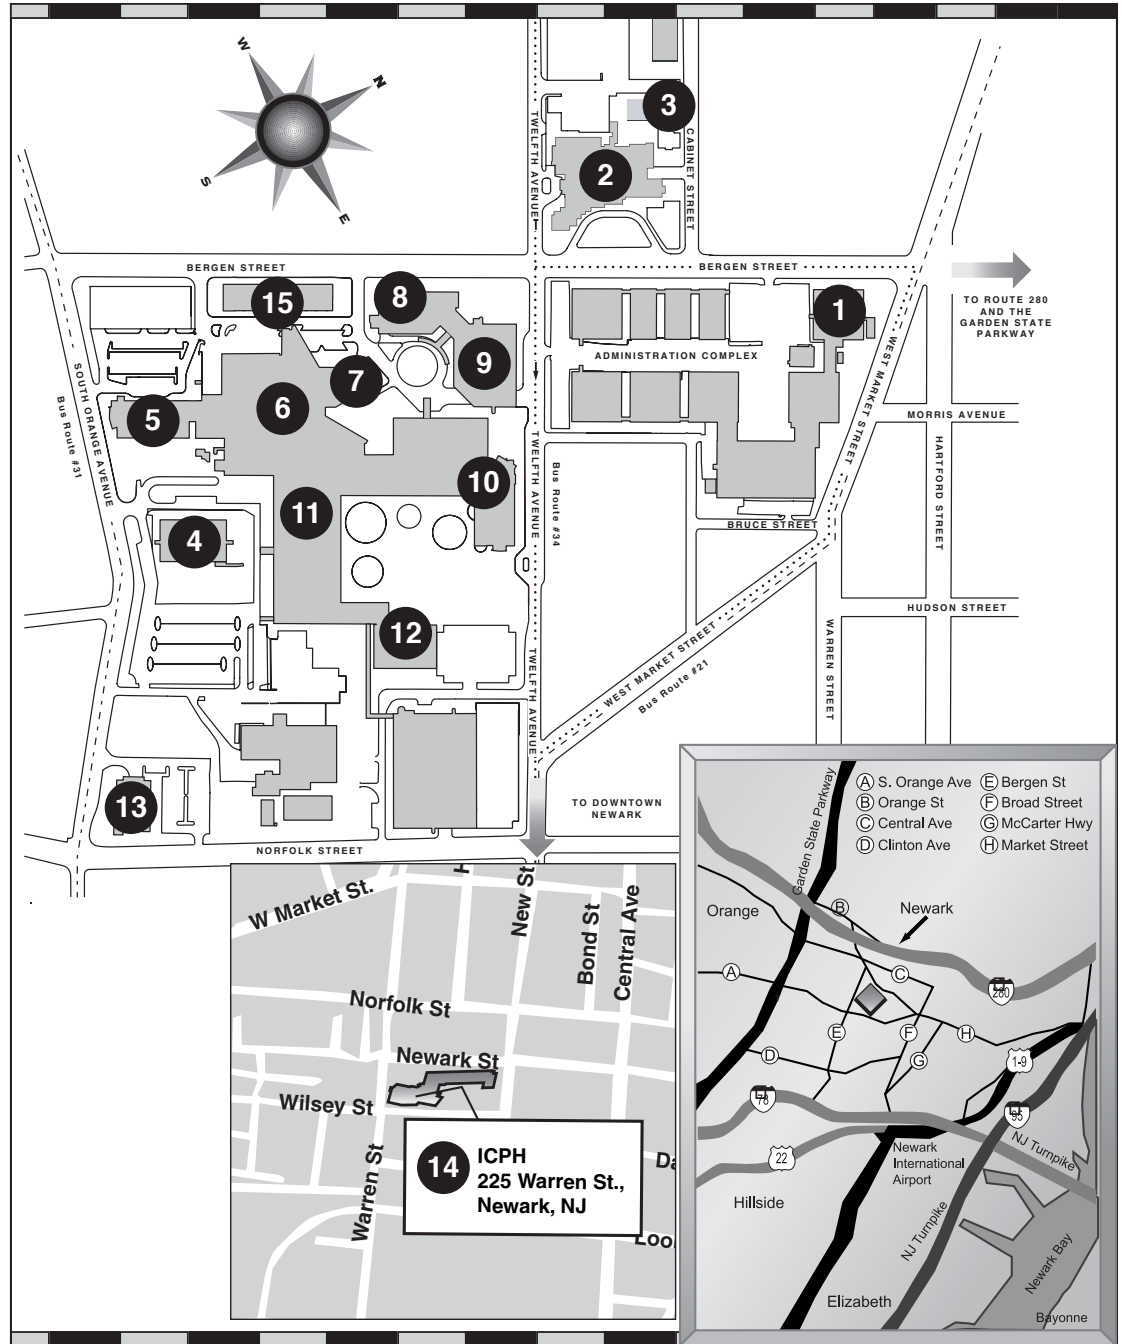 W
N
S
E
TWELFTH AVENUE
CABINET STREET
3
2
BERGEN STREET
BERGEN STREET
15
8
1
TO ROUTE 280
AND THE
GARDEN STATE
PARKWAY
ADMINISTRATION COMPLEX
9
7
6
5
WEST MARKET STREET
MORRIS AVENUE
SOUTH ORANGE AVENUE
Bus Route #31
TWELFTH AVENUE
Bus Route #34
HARTFORD STREET
10
11
4
BRUCE STREET
HUDSON STREET
12
WARREN STREET
WEST MARKET STREET
Bus Route #21
TWELFTH AVENUE
13
TO DOWNTOWN
NEWARK
NORFOLK STREET
W Market St.
H
New St
Bond St
Central Ave
Norfolk St
Newark St
Wilsey St
Warren St
14
ICPH
225 Warren St.,
Newark, NJ
Da
Loo
A S. Orange Ave
B Orange St
C Central Ave
D Clinton Ave
E Bergen St
F Broad Street
G McCarter Hwy
H Market Street
Garden State Parkway
Orange
B
Newark
A
C
280
E
F
H
D
G
1-9
78
95
22
NJ Turnpike
Newark
International
Airport
Hillside
NJ Turnpike
Newark Bay
Elizabeth
Bayonne